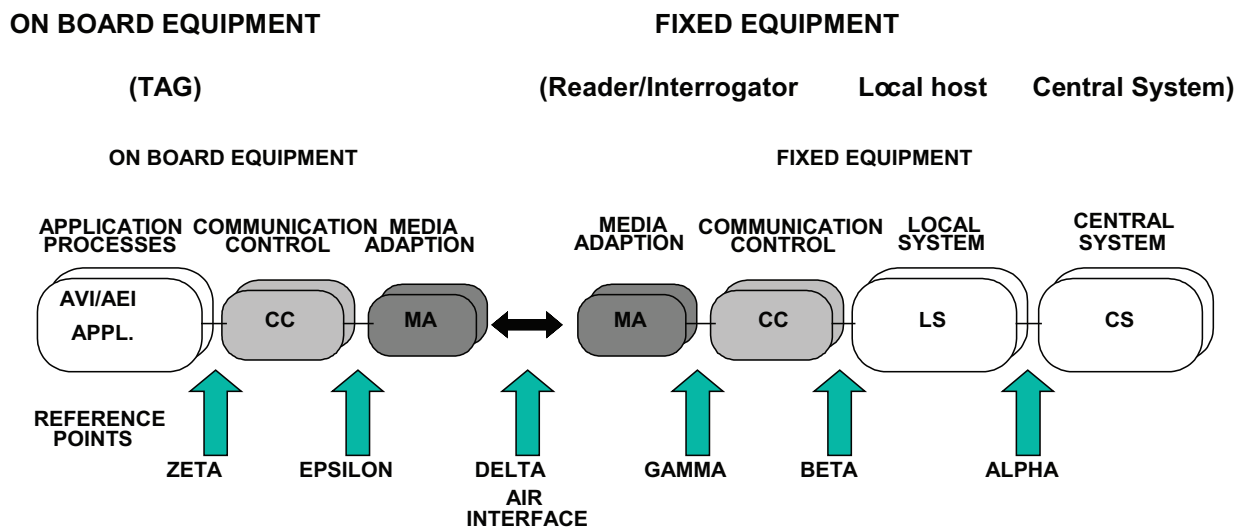 ON BOARD EQUIPMENT
FIXED EQUIPMENT
(TAG)
(Reader/Interrogator
Local host
Central System)
ON BOARD EQUIPMENT
FIXED EQUIPMENT
APPLICATION
PROCESSES
COMMUNICATION
CONTROL
MEDIA
ADAPTION
MEDIA
ADAPTION
COMMUNICATION
CONTROL
LOCAL
SYSTEM
CENTRAL
SYSTEM
AVI/AEI
APPL.
CC
MA
MA
CC
LS
CS
REFERENCE
POINTS
ZETA
EPSILON
DELTA
GAMMA
BETA
ALPHA
AIR
INTERFACE